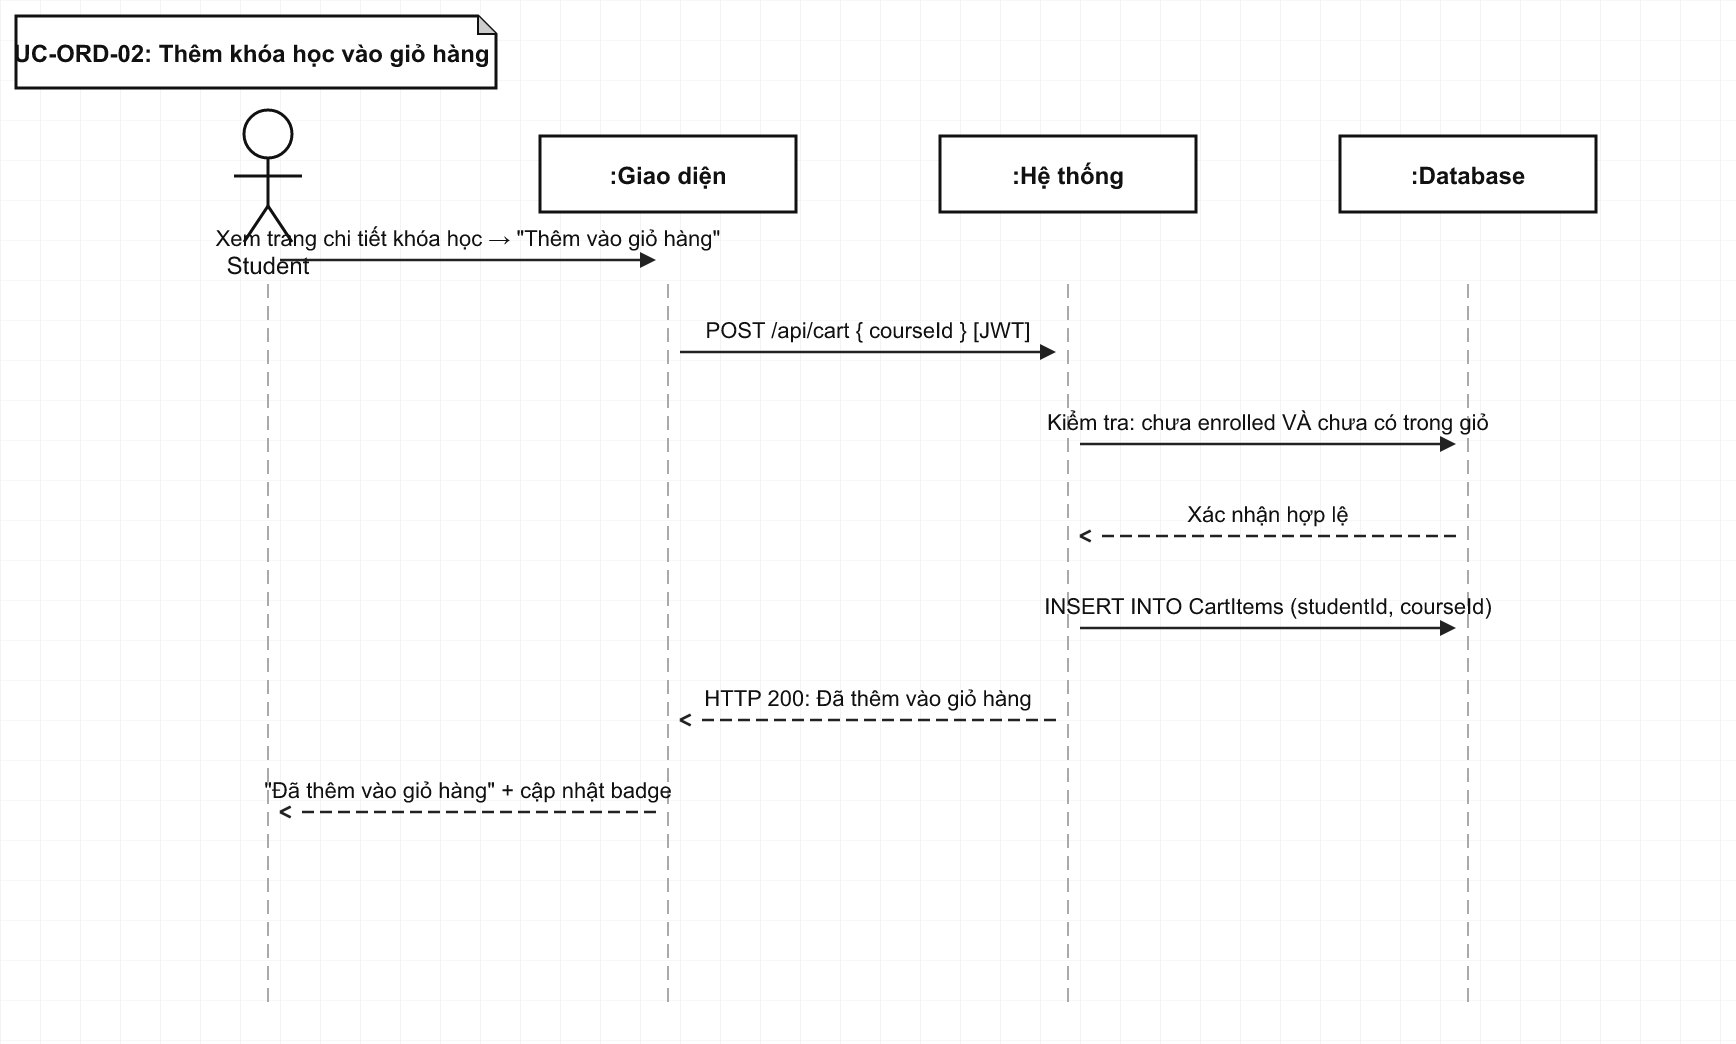 UC-ORD-02: Thêm khóa học vào giỏ hàng
:Giao diện
:Hệ thống
:Database
Xem trang chi tiết khóa học → "Thêm vào giỏ hàng"
Student
POST /api/cart { courseId } [JWT]
Kiểm tra: chưa enrolled VÀ chưa có trong giỏ
Xác nhận hợp lệ
INSERT INTO CartItems (studentId, courseId)
HTTP 200: Đã thêm vào giỏ hàng
"Đã thêm vào giỏ hàng" + cập nhật badge